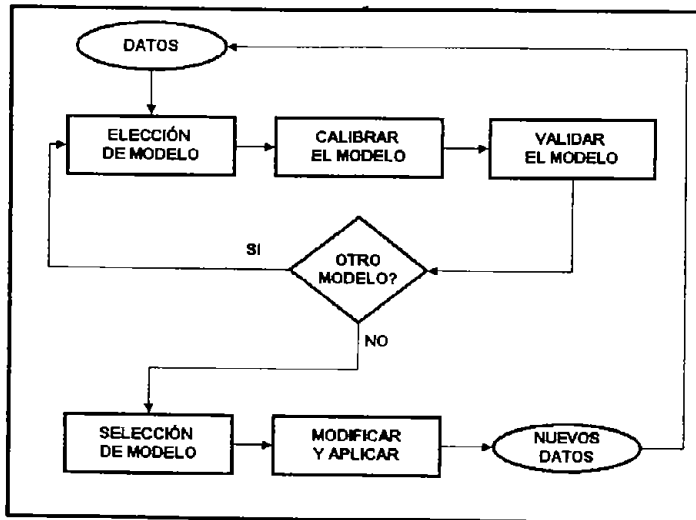 DATOS
ELECCIÓN
DE MODELO
CALIBRAR
EL MODELO
VALIDAR
EL MODELO
SI
OTRO
MODELO?
NO
SELECCIÓN
DE MODELO
MODIFICAR
Y APLICAR
NUEVOS
DATOS